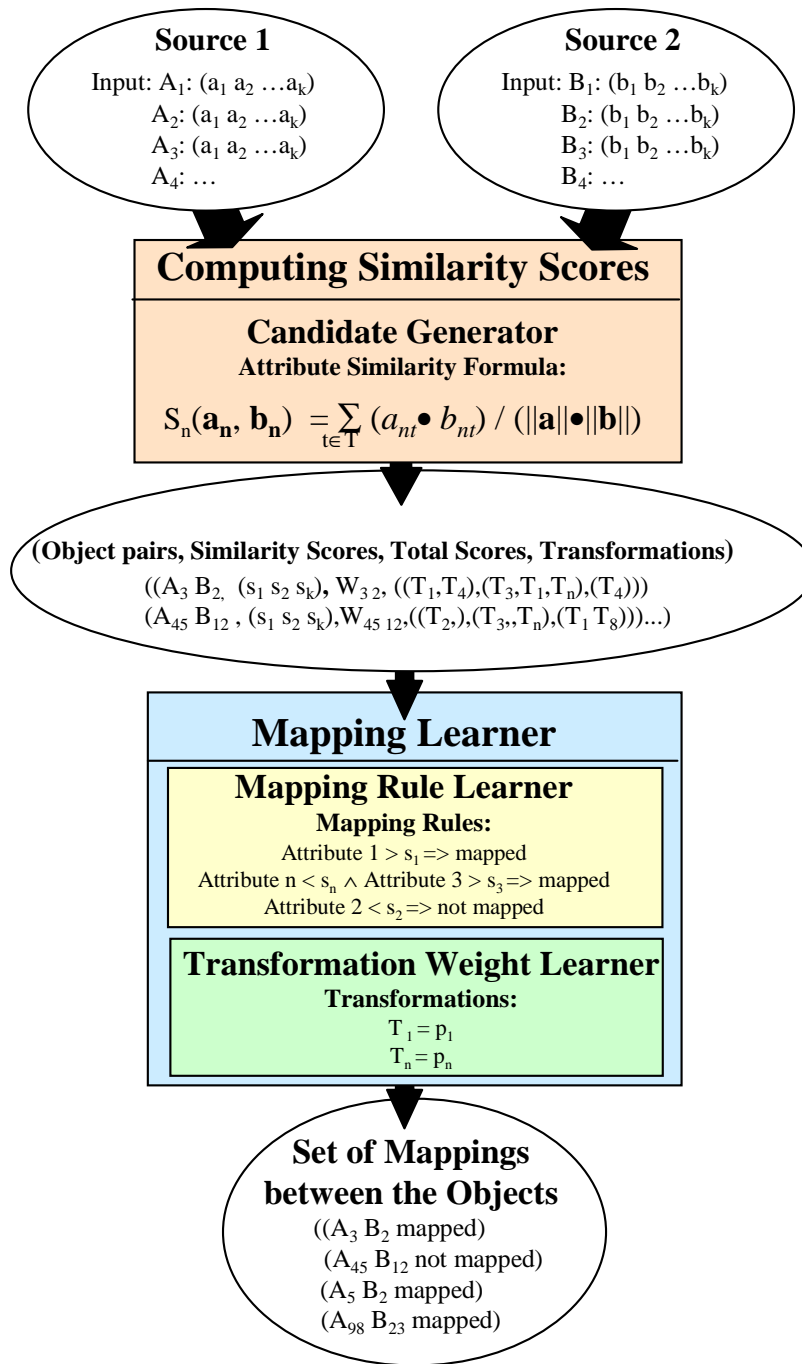 Source 1
Input: A₁: (a₁ a₂ …aₖ)
A₂: (a₁ a₂ …aₖ)
A₃: (a₁ a₂ …aₖ)
A₄: …
Source 2
Input: B₁: (b₁ b₂ …bₖ)
B₂: (b₁ b₂ …bₖ)
B₃: (b₁ b₂ …bₖ)
B₄: …
Computing Similarity Scores
Candidate Generator
Attribute Similarity Formula:
Sₙ(aₙ, bₙ) = ∑ (aₙₜ • bₙₜ) / (||a||•||b||)
t∈T
(Object pairs, Similarity Scores, Total Scores, Transformations)
((A₃ B₂, (s₁ s₂ sₖ), W₃ ₂, ((T₁,T₄),(T₃,T₁,Tₙ),(T₄)))
(A₄₅ B₁₂ , (s₁ s₂ sₖ),W₄₅ ₁₂,((T₂,),(T₃,,Tₙ),(T₁ T₈)))...)
Mapping Learner
Mapping Rule Learner
Mapping Rules:
Attribute 1 > s₁ => mapped
Attribute n < sₙ ∧ Attribute 3 > s₃ => mapped
Attribute 2 < s₂ => not mapped
Transformation Weight Learner
Transformations:
T₁ = p₁
Tₙ = pₙ
Set of Mappings
between the Objects
((A₃ B₂ mapped)
(A₄₅ B₁₂ not mapped)
(A₅ B₂ mapped)
(A₉₈ B₂₃ mapped)